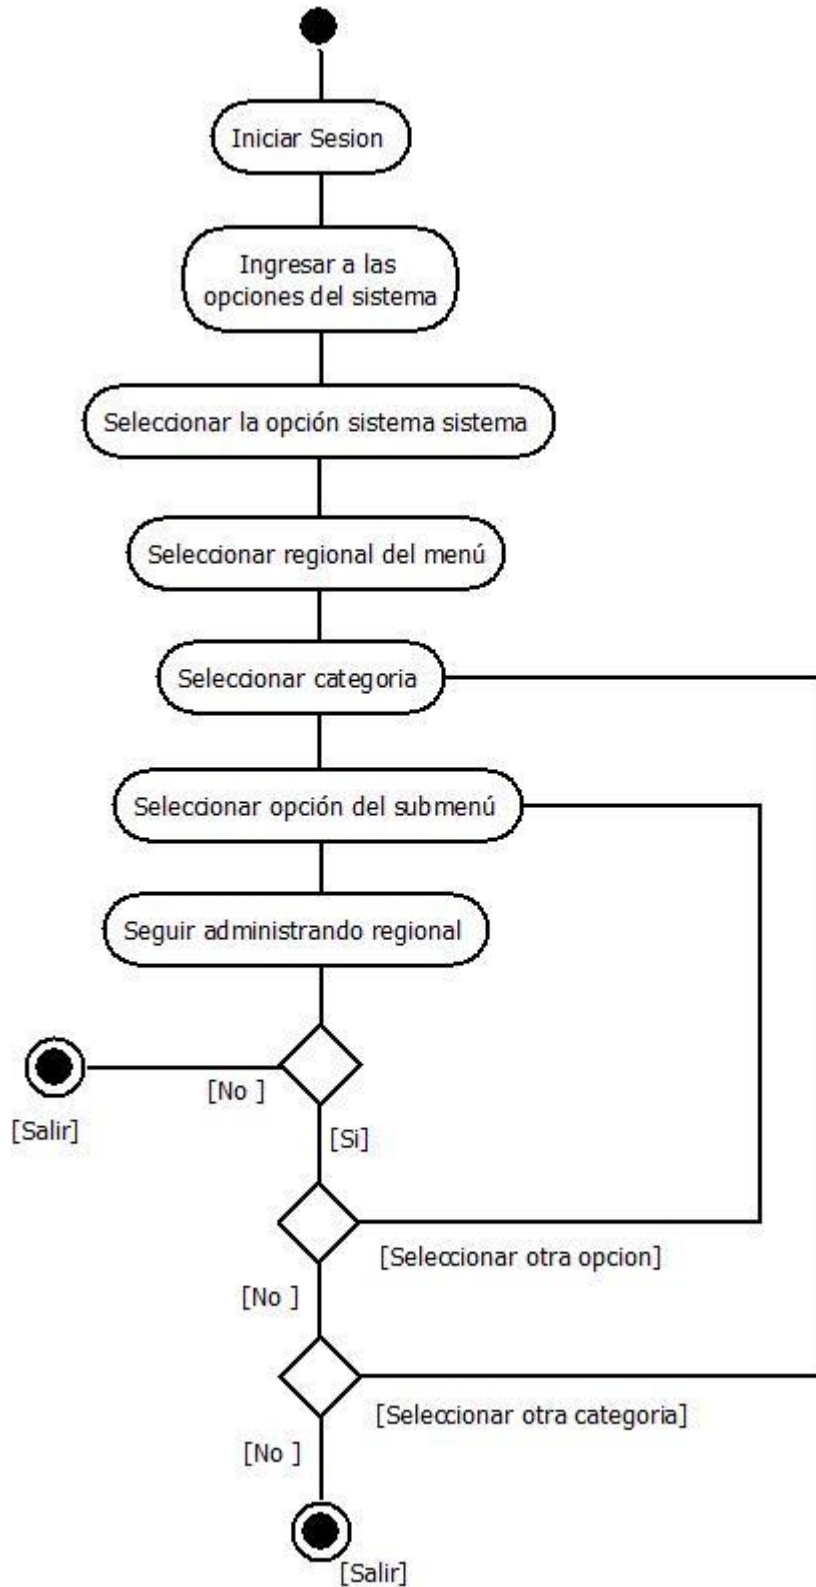 Iniciar Sesion
Ingresar a las
opciones del sistema
Seleccionar la opción sistema sistema
Seleccionar regional del menú
Seleccionar categoria
Seleccionar opción del submenú
Seguir administrando regional
[No ]
[Salir]
[Si]
[Seleccionar otra opcion]
[No ]
[Seleccionar otra categoria]
[No ]
[Salir]